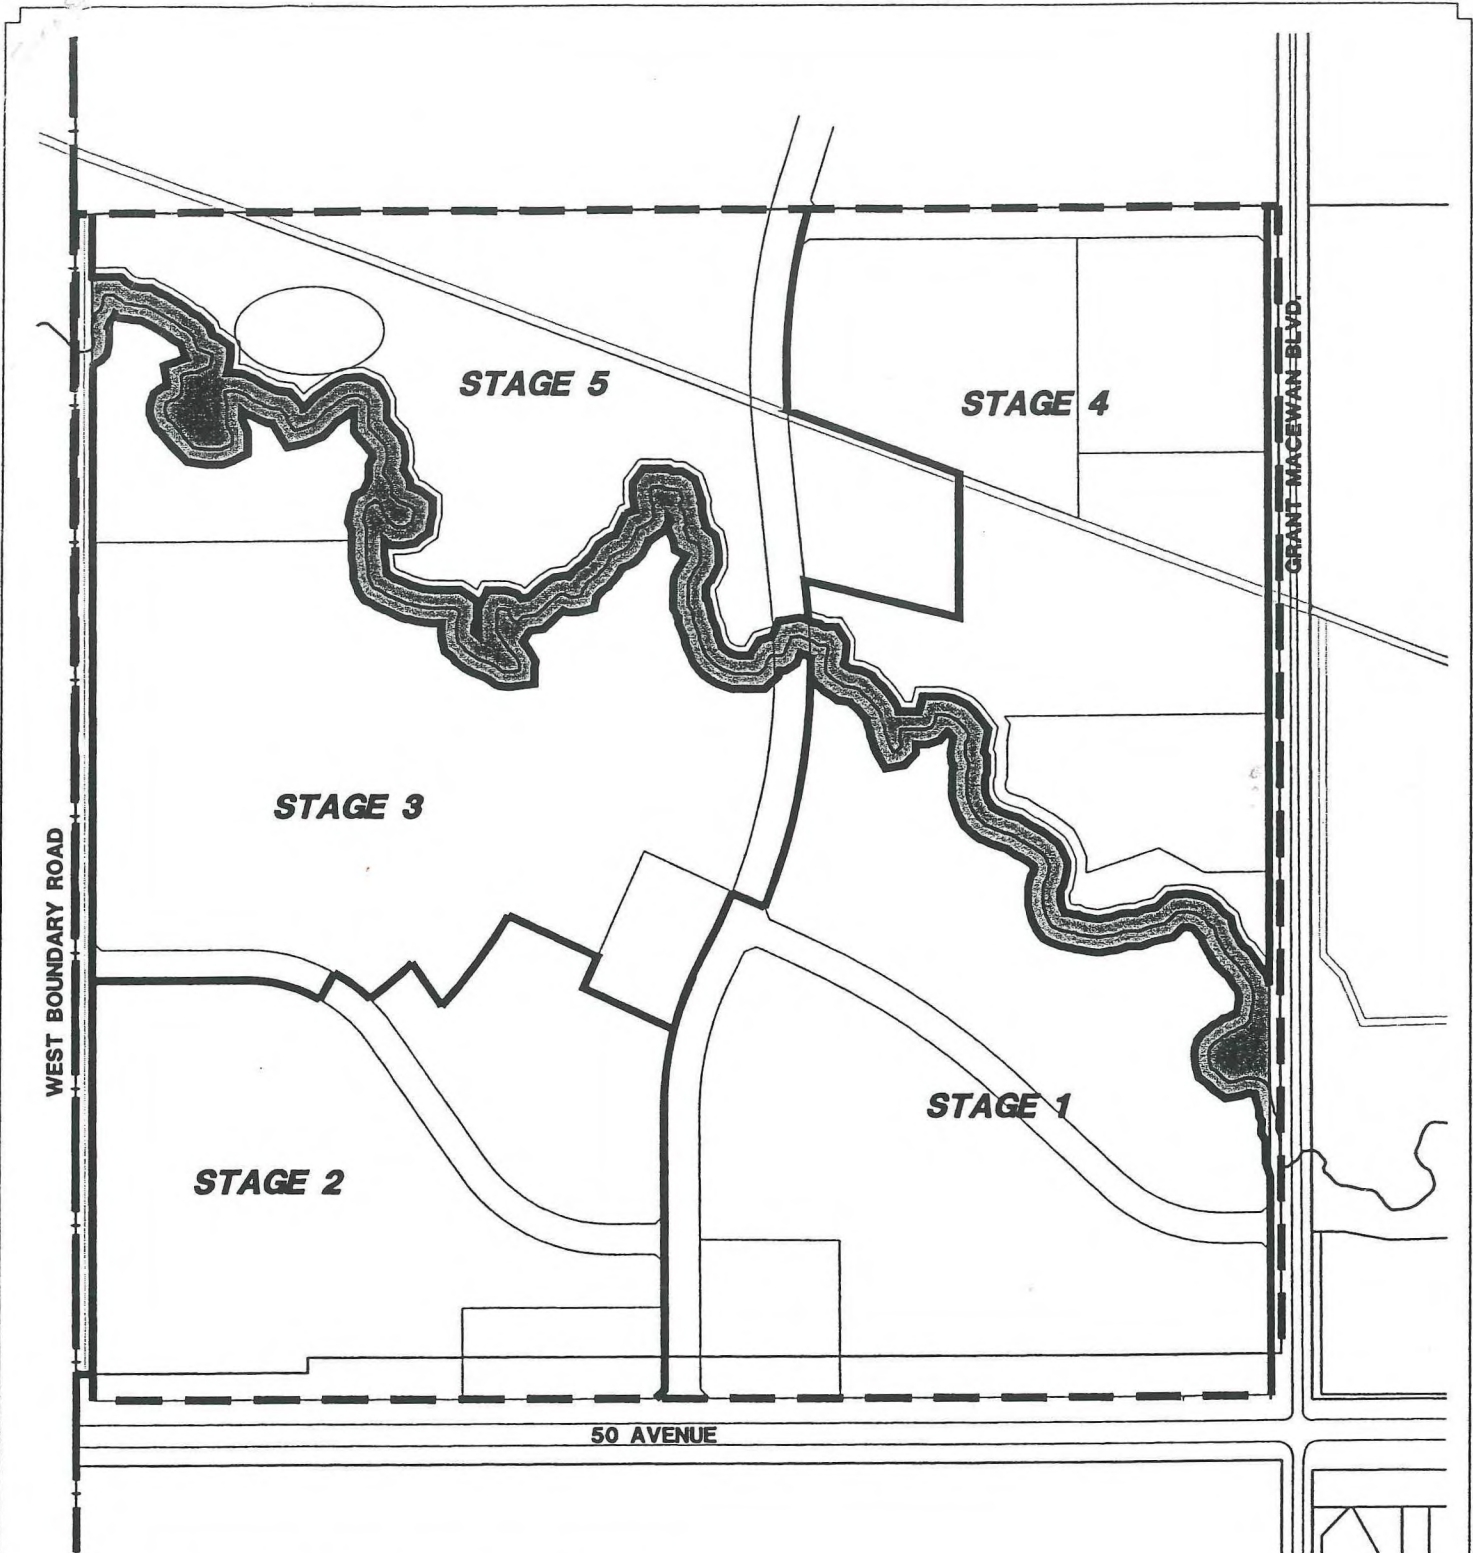 STAGE 5
STAGE 4
GRANT MACEWAN BLVD.
STAGE 3
WEST BOUNDARY ROAD
STAGE 1
STAGE 2
50 AVENUE